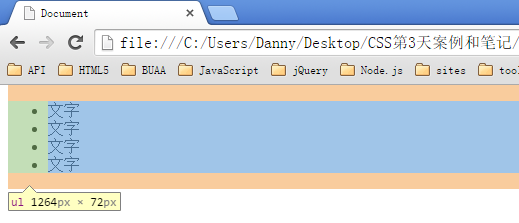 Document
file:///C:/Users/Danny/Desktop/CSS第3天案例和笔记/
API HTML5 BUAA JavaScript jQuery Node.js sites too
文字
文字
文字
文字
ul 1264px × 72px